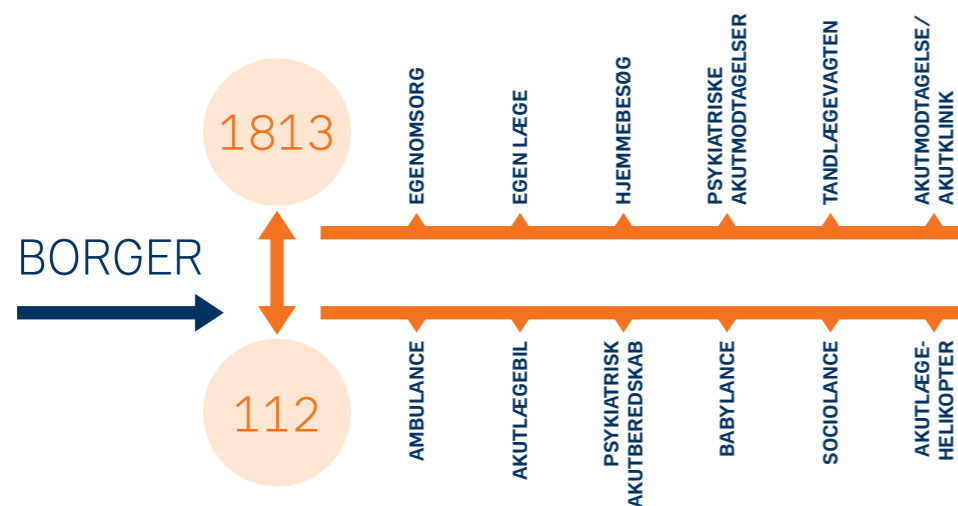 1813
EGENOMSORG
EGEN LÆGE
HJEMMEBESØG
PSYKIATRISKE
AKUTMODTAGELSER
TANDLÆGEVAGTEN
AKUTMODTAGELSE/
AKUTKLINIK
BORGER
112
AMBULANCE
AKUTLÆGEBIL
PSYKIATRISK
AKUTBEREDSKAB
BABYLANCE
SOCIOLANCE
AKUTLÆGE-
HELIKOPTER